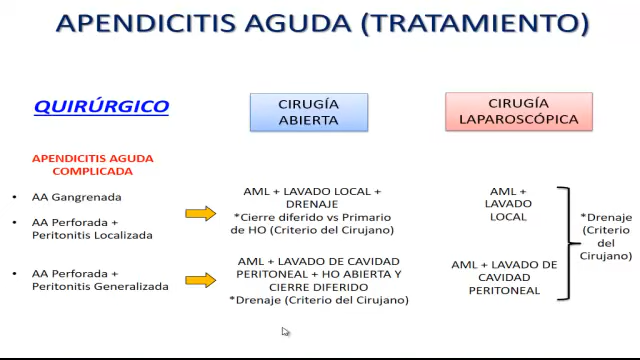 APENDICITIS AGUDA (TRATAMIENTO)
QUIRÚRGICO
CIRUGÍA
ABIERTA
CIRUGÍA
LAPAROSCÓPICA
APENDICITIS AGUDA
COMPLICADA
• AA Gangrenada
• AA Perforada +
Peritonitis Localizada
AML + LAVADO LOCAL +
DRENAJE
*Cierre diferido vs Primario
de HO (Criterio del Cirujano)
AML +
LAVADO
LOCAL
• AA Perforada +
Peritonitis Generalizada
AML + LAVADO DE CAVIDAD
PERITONEAL + HO ABIERTA Y
CIERRE DIFERIDO
*Drenaje (Criterio del Cirujano)
AML + LAVADO DE
CAVIDAD
PERITONEAL
*Drenaje
(Criterio
del
Cirujano)